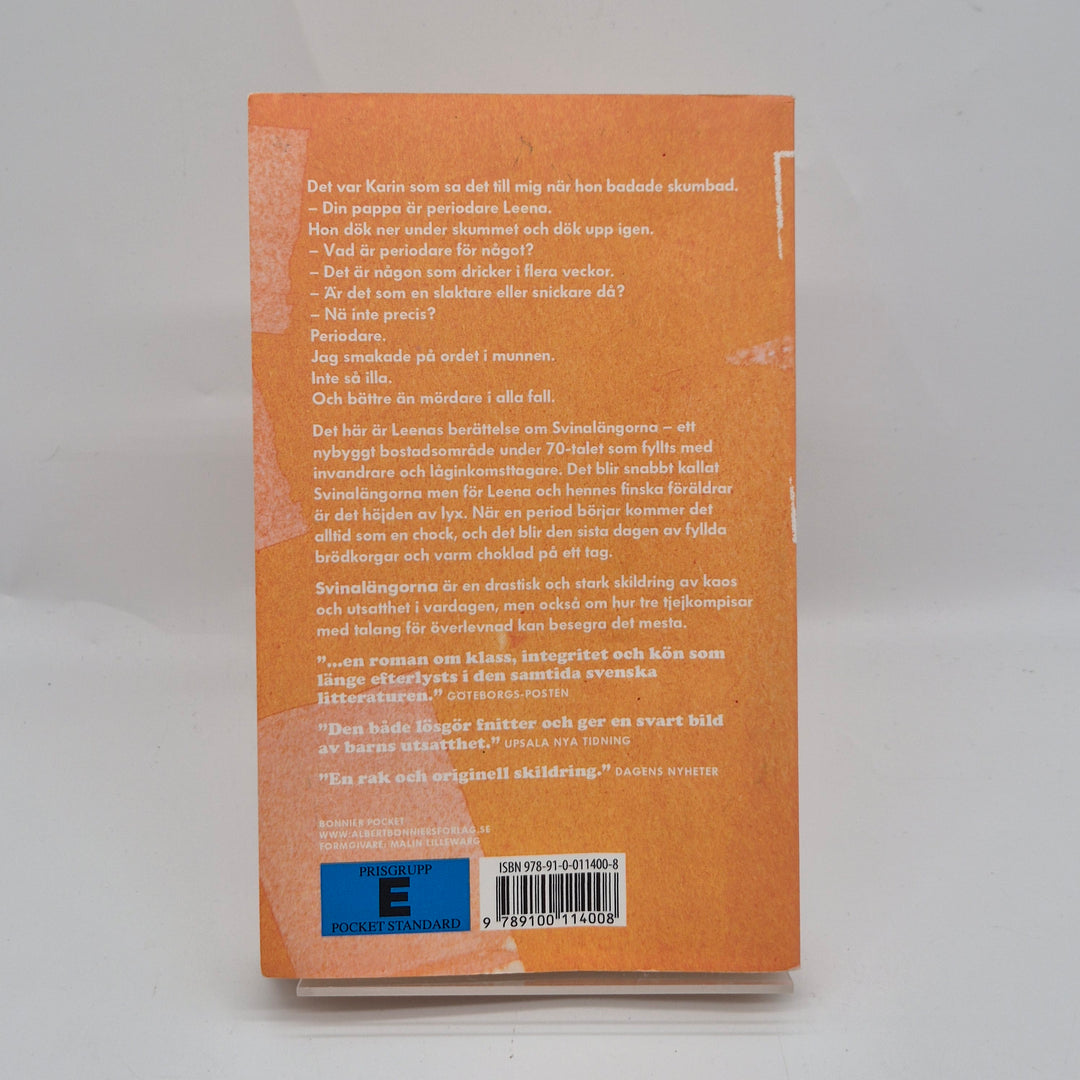 Det var Karin som sa det till mig när hon badade skumbad.
– Din pappa är periodare Leena.
Hon dök ner under skummet och dök upp igen.
– Vad är periodare för något?
– Det är någon som dricker i flera veckor.
– Är det som en slaktare eller snickare då?
– Nä inte precis?
Periodare.
Jag smakade på ordet i munnen.
Inte så illa.
Och bättre än mördare i alla fall.
Det här är Leenas berättelse om Svinalängorna – ett
nybyggt bostadsområde under 70-talet som fyllts med
invandrare och låginkomsttagare. Det blir snabbt kallat
Svinalängorna men för Leena och hennes finska föräldrar
är det höjden av lyx. När en period börjar kommer det
alltid som en chock, och det blir den sista dagen av fyllda
brödkorgar och varm choklad på ett tag.
Svinalängorna är en drastisk och stark skildring av kaos
och utsatthet i vardagen, men också om hur tre tjejkompisar
med talang för överlevnad kan besegra det mesta.
”...en roman om klass, integritet och kön som
länge efterlysts i den samtida svenska
litteraturen.” GÖTEBORGS-POSTEN
”Den både lösgör fnitter och ger en svart bild
av barns utsatthet.” UPSALA NYA TIDNING
”En rak och originell skildring.” DAGENS NYHETER
BONNIER POCKET
WWW.ALBERTBONNIERSFORLAG.SE
FORMGIVARE: MALIN LILLEWARG
PRISGRUPP
E
POCKET STANDARD
ISBN 978-91-0-011400-8
9 789100 114008